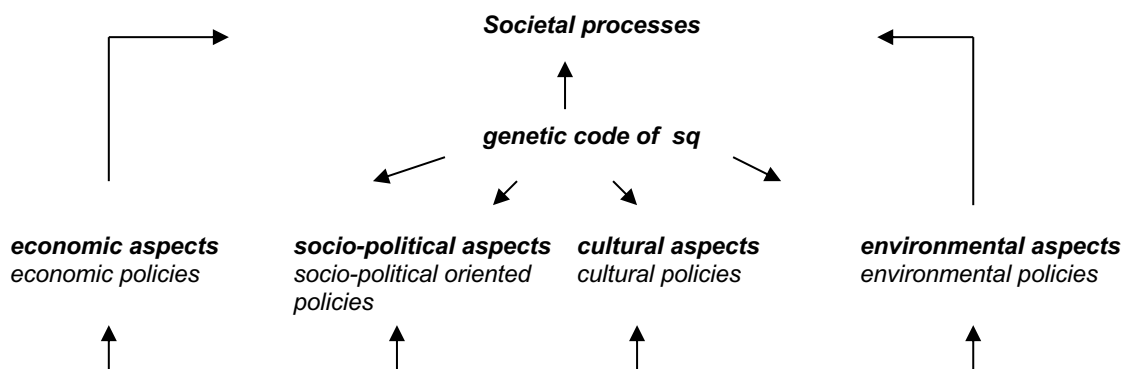 Societal processes
genetic code of sq
economic aspects
economic policies
socio-political aspects
socio-political oriented
policies
cultural aspects
cultural policies
environmental aspects
environmental policies